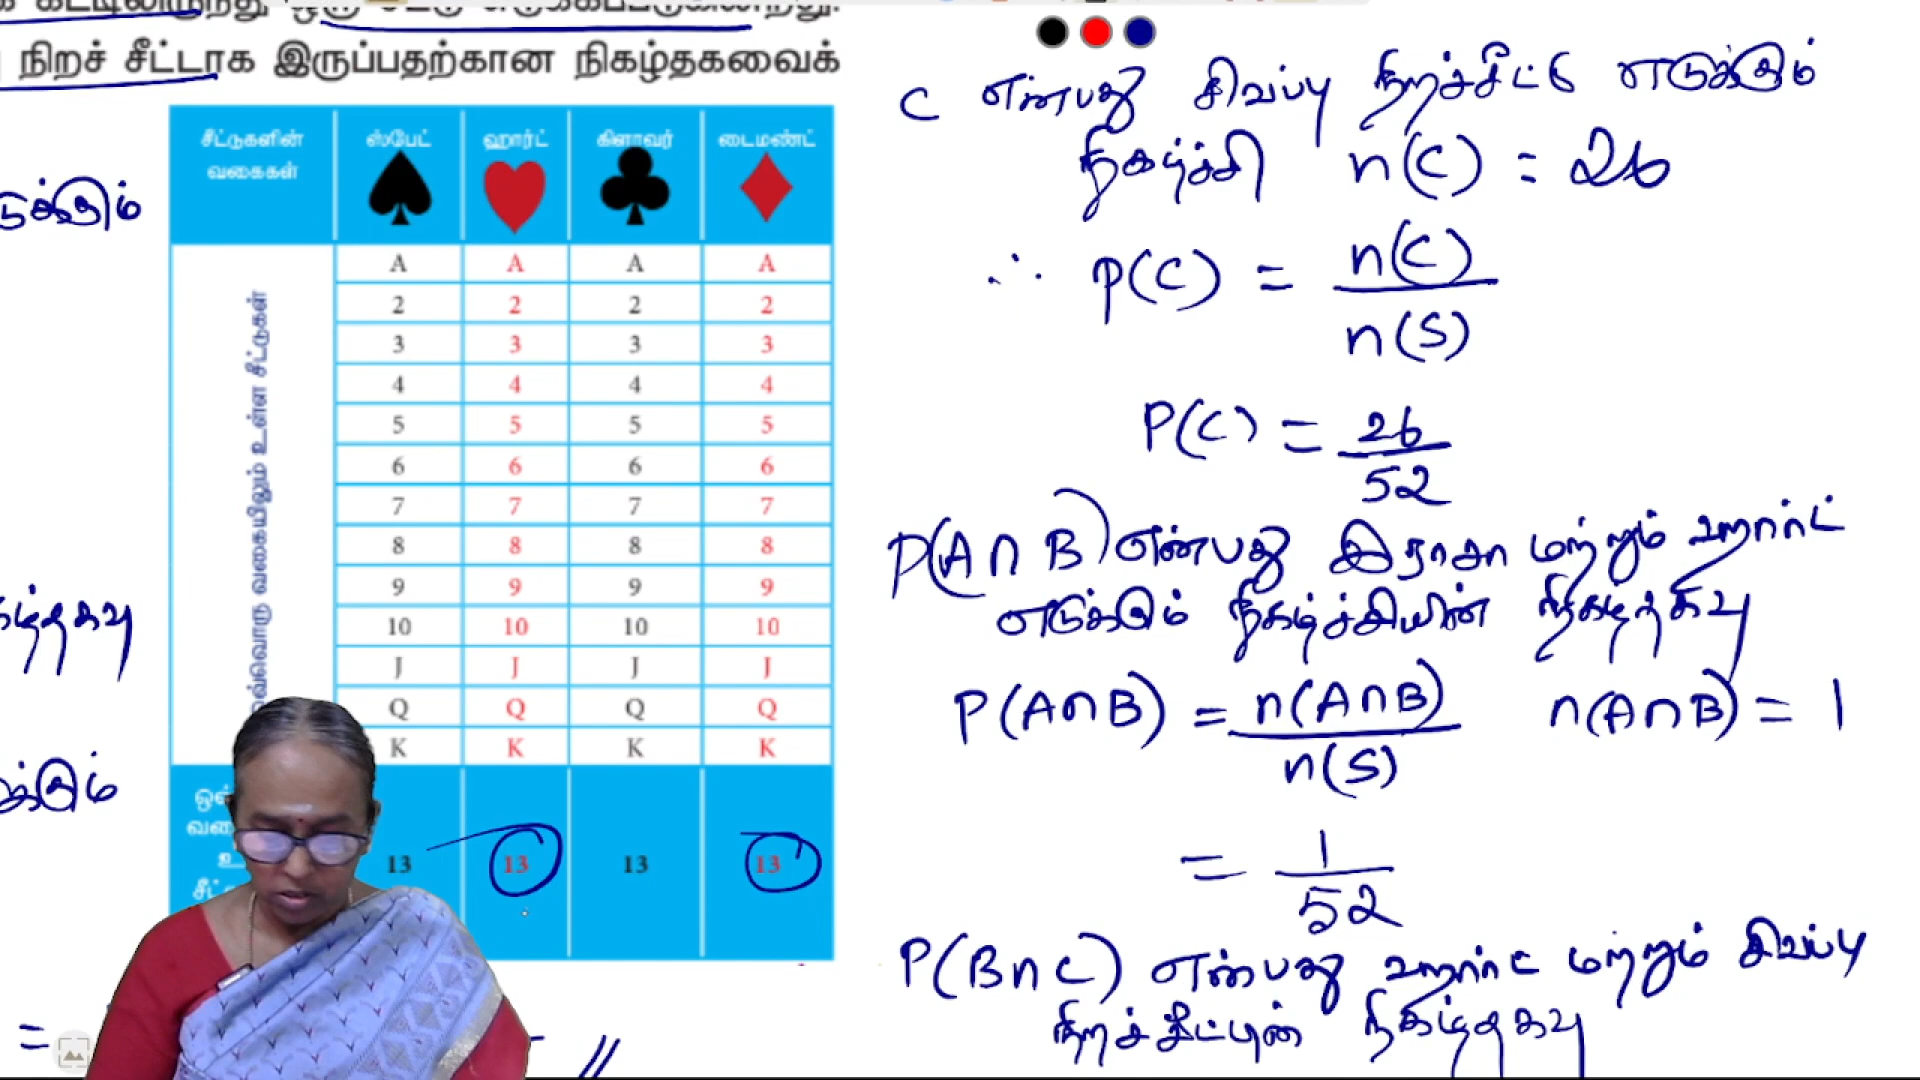 நிறச் சீட்டாக இருப்பதற்கான நிகழ்தகவைக்
சீட்டுகளின் வகைகள்
ஸ்பேட் ஹார்ட் கிளாவர் டைமண்ட்
A A A A
2 2 2 2
3 3 3 3
4 4 4 4
5 5 5 5
6 6 6 6
7 7 7 7
8 8 8 8
9 9 9 9
10 10 10 10
J J J J
Q Q Q Q
K K K K
வகையிலும் உள்ள சீட்டுகள்
13 13 13 13
=
//
C என்பது சிவப்பு நிறச்சீட்டு எடுக்கும்
நிகழ்ச்சி n(C) = 26
∴ P(C) = n(C) / n(S)
P(C) = 26 / 52
P(A∩B) என்பது இராசா மற்றும் ஹார்ட்
எடுக்கும் நிகழ்ச்சியின் நிகழ்தகவு
P(A∩B) = n(A∩B) / n(S) n(A∩B) = 1
= 1 / 52
P(B∩C) என்பது ஹார்ட் மற்றும் சிவப்பு
நிறச்சீட்டின் நிகழ்தகவு